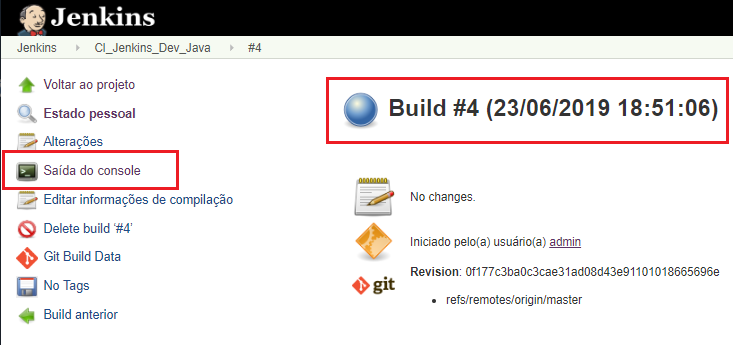 Jenkins
Jenkins CI_Jenkins_Dev_Java #4
Voltar ao projeto
Estado pessoal
Alterações
Saída do console
Editar informações de compilação
Delete build ‘#4’
Git Build Data
No Tags
Build anterior
Build #4 (23/06/2019 18:51:06)
No changes.
Iniciado pelo(a) usuário(a) admin
git
Revision: 0f177c3ba0c3cae31ad08d43e91101018665696e
refs/remotes/origin/master